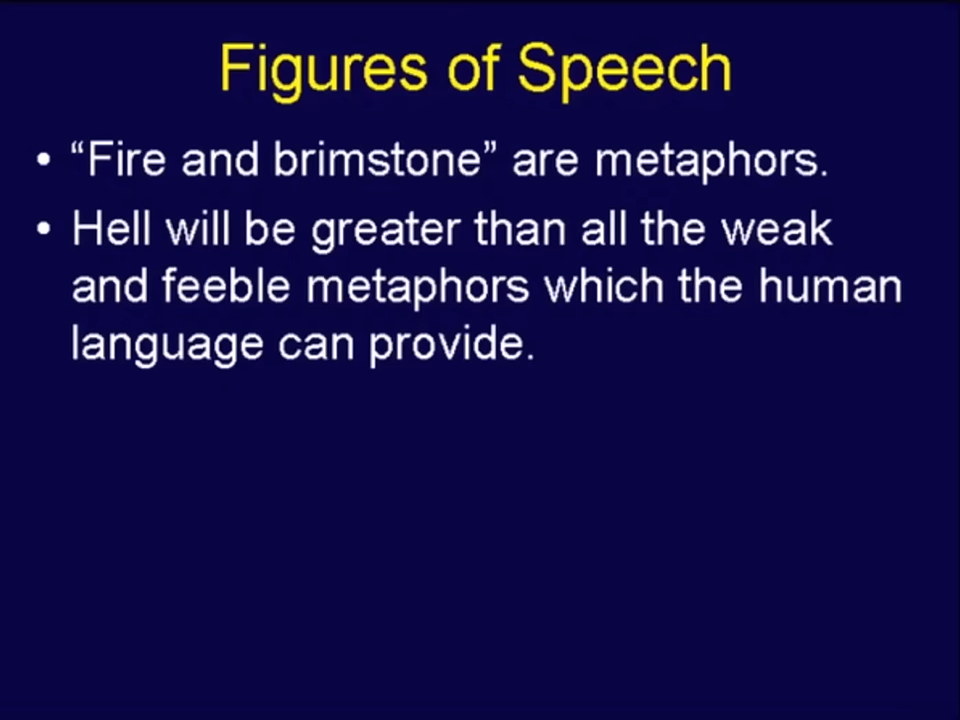 Figures of Speech
• “Fire and brimstone” are metaphors.
• Hell will be greater than all the weak
and feeble metaphors which the human
language can provide.